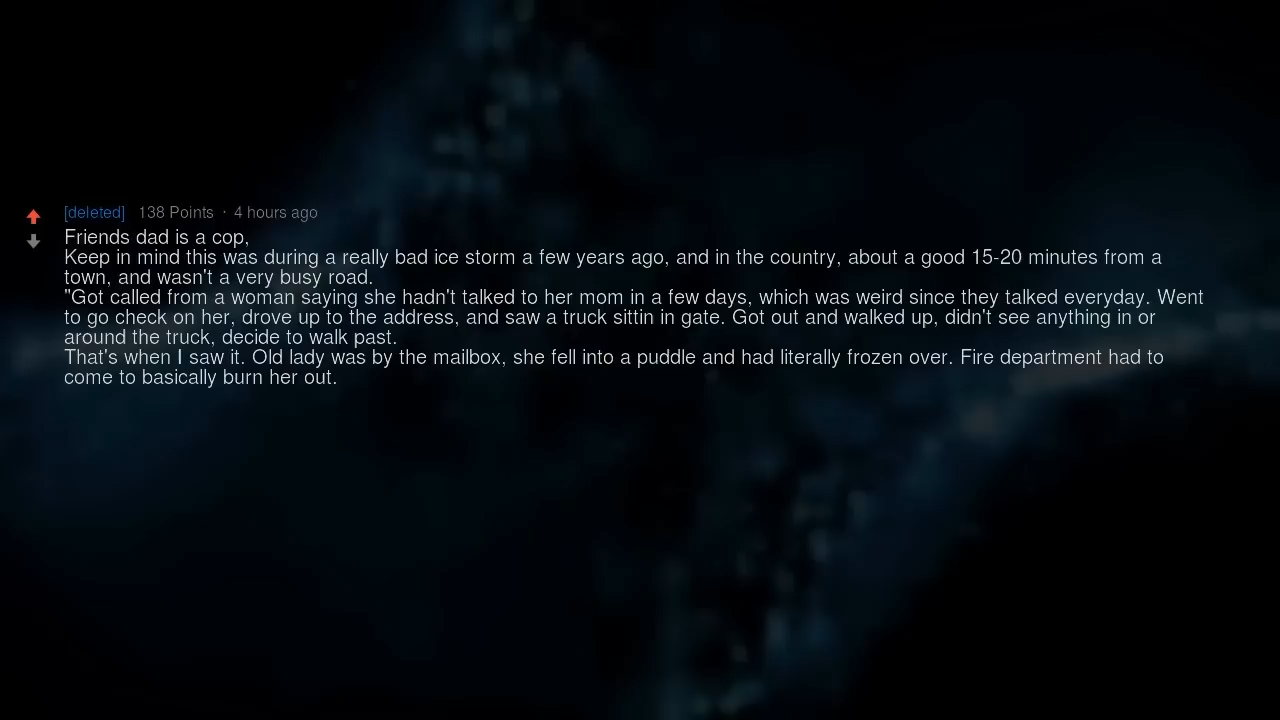 [deleted] 138 Points · 4 hours ago
Friends dad is a cop,
Keep in mind this was during a really bad ice storm a few years ago, and in the country, about a good 15-20 minutes from a
town, and wasn't a very busy road.
"Got called from a woman saying she hadn't talked to her mom in a few days, which was weird since they talked everyday. Went
to go check on her, drove up to the address, and saw a truck sittin in gate. Got out and walked up, didn't see anything in or
around the truck, decide to walk past.
That's when I saw it. Old lady was by the mailbox, she fell into a puddle and had literally frozen over. Fire department had to
come to basically burn her out.